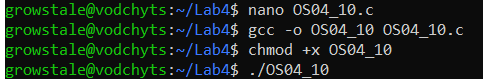 growstale@vodchyts:~/Lab4$ nano OS04_10.c
growstale@vodchyts:~/Lab4$ gcc -o OS04_10 OS04_10.c
growstale@vodchyts:~/Lab4$ chmod +x OS04_10
growstale@vodchyts:~/Lab4$ ./OS04_10